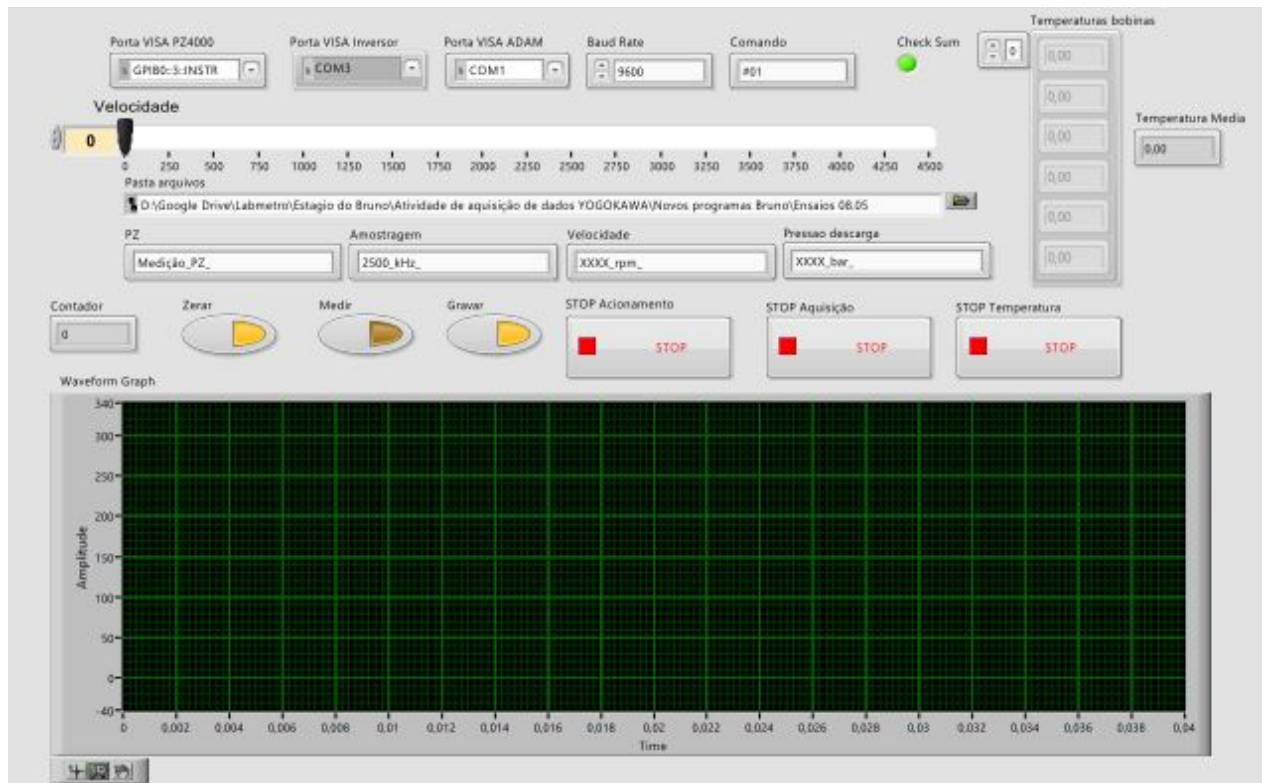 Temperaturas bobinas
Porta VISA PZ4000 Porta VISA Inversor Porta VISA ADAM Baud Rate Comando Check Sum
GPIB0::3::INSTR COM3 COM1 9600 #01 0 0,00
0,00
Velocidade
Temperatura Media
0 0,00 0,00
0 250 500 750 1000 1250 1500 1750 2000 2250 2500 2750 3000 3250 3500 3750 4000 4250 4500
0,00
Pasta arquivos
D:\Google Drive\Labmetro\Estagio do Bruno\Atividade de aquisição de dados YOGOKAWA\Novos programas Bruno\Ensaios 08.05
0,00
PZ Amostragem Velocidade Pressao descarga
Medição_PZ_ 2500_kHz_ XXXX_rpm_ XXXX_bar_ 0,00
Contador Zerar Medir Gravar STOP Acionamento STOP Aquisição STOP Temperatura
0 STOP STOP STOP
Waveform Graph
340
300
250
200
150
100
50
0
-40
Amplitude
0 0,002 0,004 0,006 0,008 0,01 0,012 0,014 0,016 0,018 0,02 0,022 0,024 0,026 0,028 0,03 0,032 0,034 0,036 0,038 0,04
Time